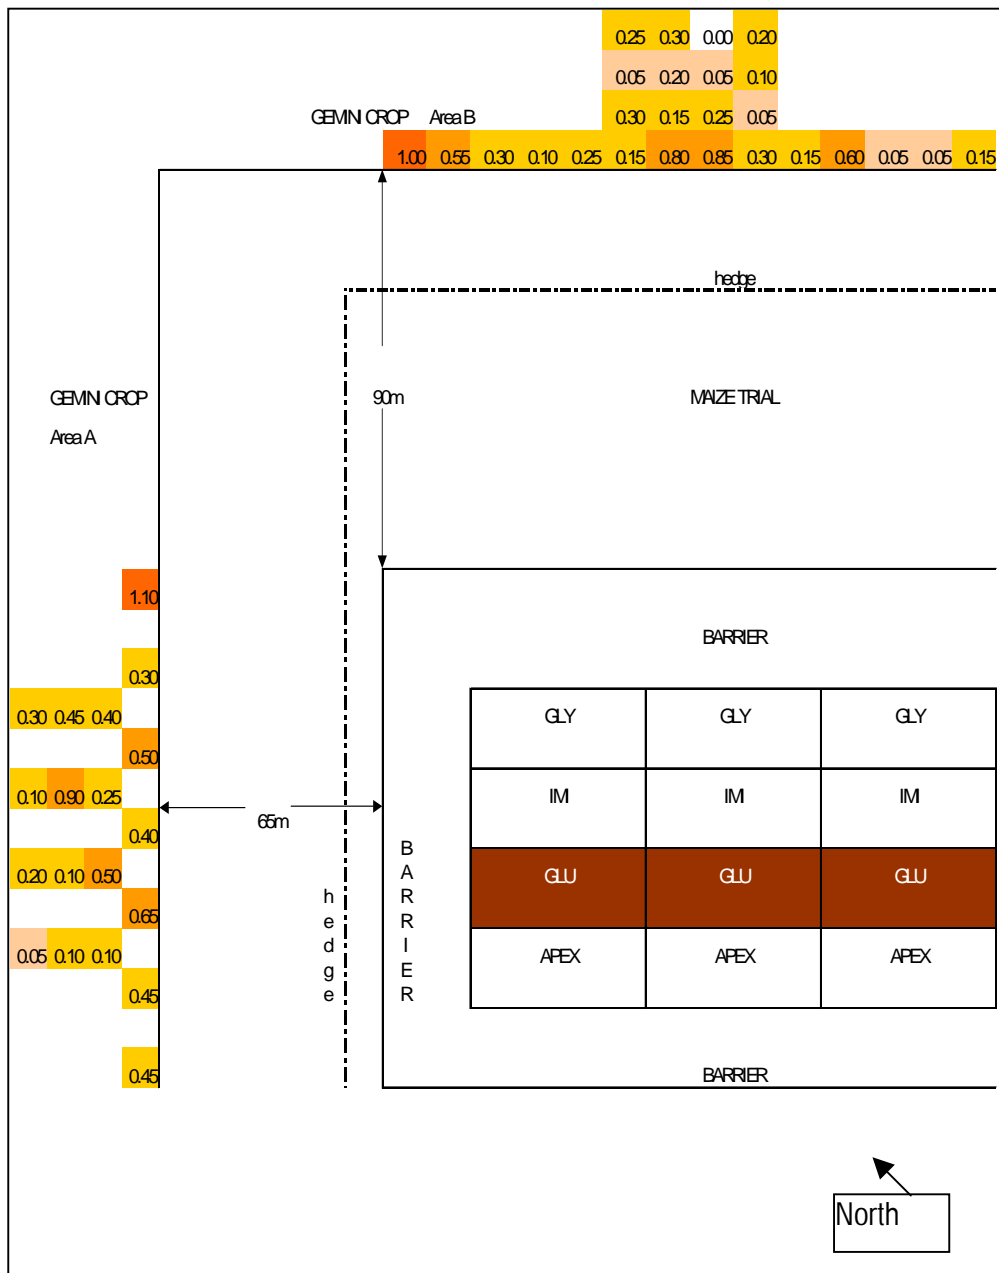 0.25 0.30 0.00 0.20
0.05 0.20 0.05 0.10
GEMINI CROP Area B 0.30 0.15 0.25 0.05
1.00 0.55 0.30 0.10 0.25 0.15 0.80 0.85 0.30 0.15 0.60 0.05 0.05 0.15
hedge
GEMINI CROP
Area A
90m
MAIZE TRIAL
1.10
BARRIER
0.30
0.30 0.45 0.40
GLY GLY GLY
0.50
0.10 0.90 0.25
IMI IMI IMI
65m
0.40
0.20 0.10 0.50
GLU GLU GLU
0.65
0.05 0.10 0.10
APEX APEX APEX
0.45
hedge
BARRIER
0.45
BARRIER
North